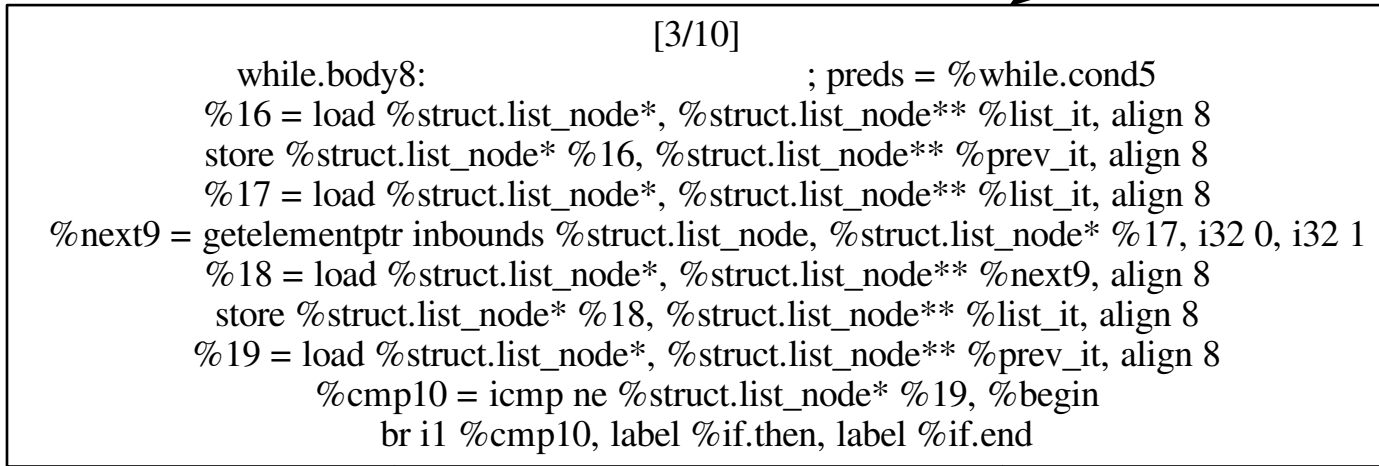 [3/10]
while.body8: ; preds = %while.cond5
%16 = load %struct.list_node*, %struct.list_node** %list_it, align 8
store %struct.list_node* %16, %struct.list_node** %prev_it, align 8
%17 = load %struct.list_node*, %struct.list_node** %list_it, align 8
%next9 = getelementptr inbounds %struct.list_node, %struct.list_node* %17, i32 0, i32 1
%18 = load %struct.list_node*, %struct.list_node** %next9, align 8
store %struct.list_node* %18, %struct.list_node** %list_it, align 8
%19 = load %struct.list_node*, %struct.list_node** %prev_it, align 8
%cmp10 = icmp ne %struct.list_node* %19, %begin
br i1 %cmp10, label %if.then, label %if.end